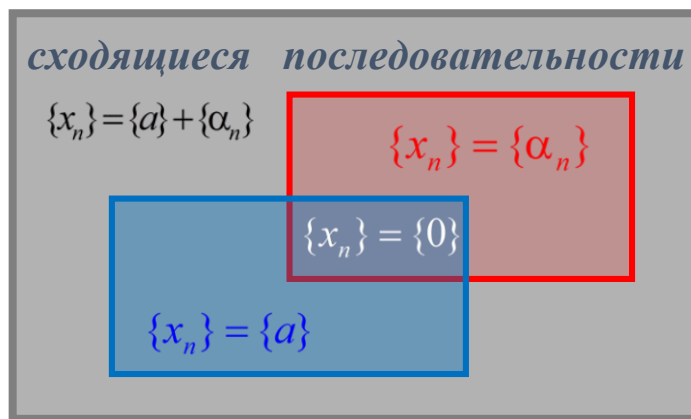 сходящиеся последовательности
{xₙ}={a}+{αₙ}
{xₙ} = {αₙ}
{xₙ} = {0}
{xₙ} = {a}